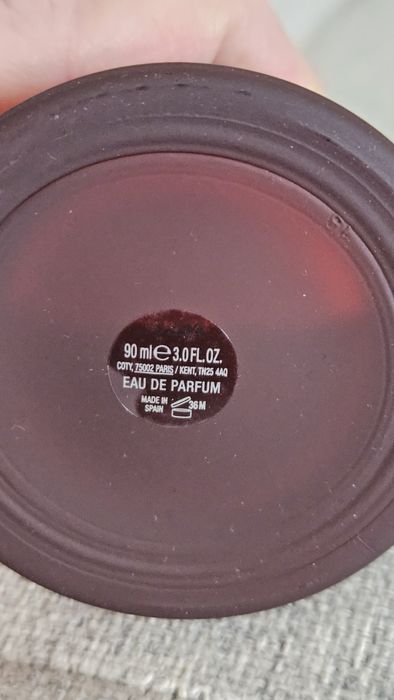 90 ml ℮ 3.0 FL.OZ.
COTY, 75002 PARIS / KENT, TN25 4AQ
EAU DE PARFUM
MADE IN
SPAIN
36M